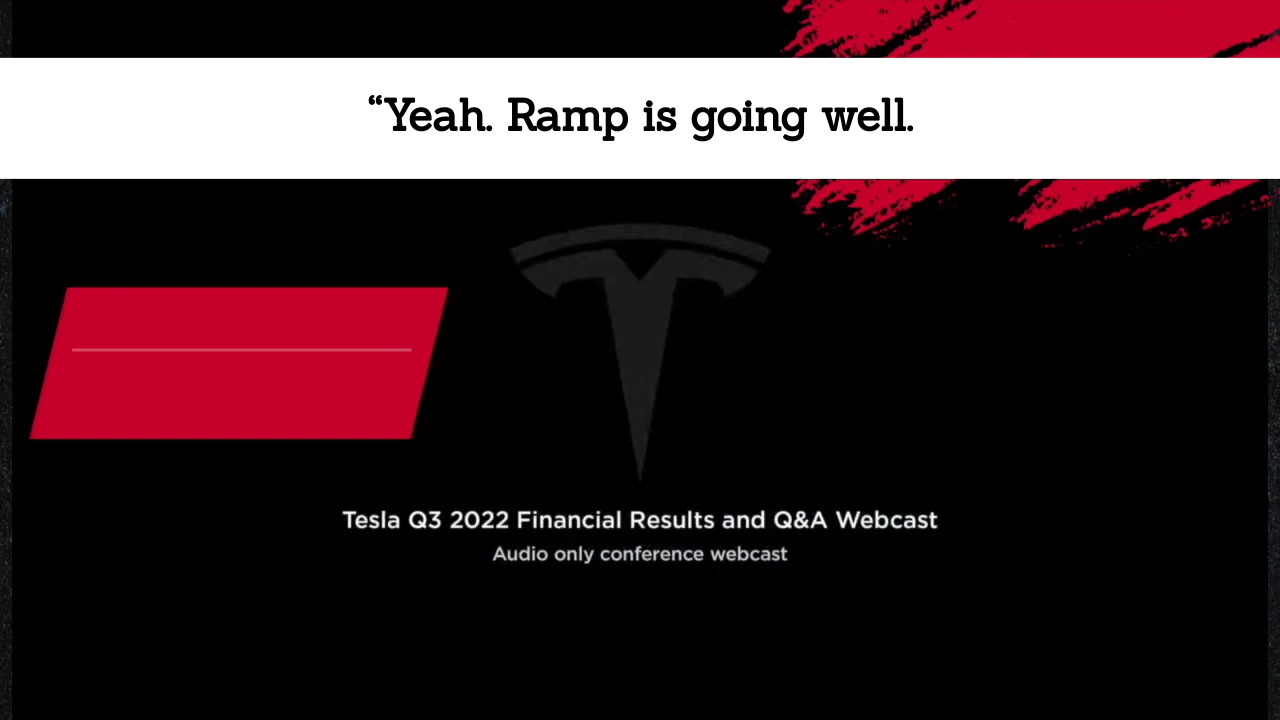 “Yeah. Ramp is going well.
Tesla Q3 2022 Financial Results and Q&A Webcast
Audio only conference webcast